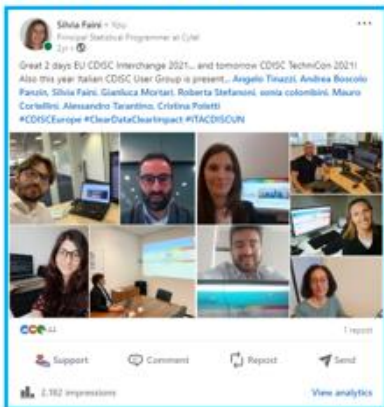 Silvia Faini • You
Principal Statistical Programmer at Cytel
2yr •
Great 2 days EU CDISC Interchange 2021... and tomorrow CDISC TechniCon 2021!
Also this year Italian CDISC User Group is present... Angelo Tinazzi, Andrea Boscolo
Panzin, Silvia Faini, Gianluca Mortari, Roberta Stefanoni, sonia colombini, Mauro
Cortellini, Alessandro Tarantino, Cristina Poletti
#CDISCEurope #ClearDataClearImpact #ITACDISCUN
44
1 repost
Support
Comment
Repost
Send
2,182 impressions
View analytics